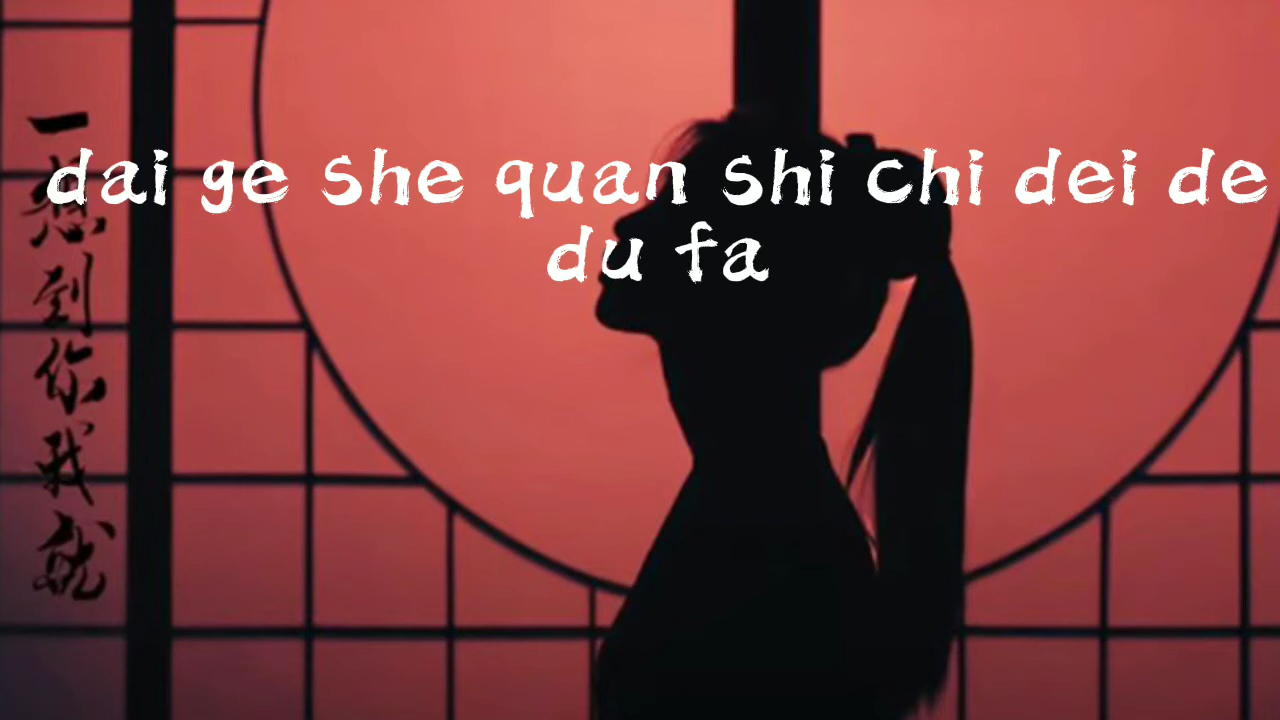 一想到你我就
dai ge she quan shi chi dei de
du fa